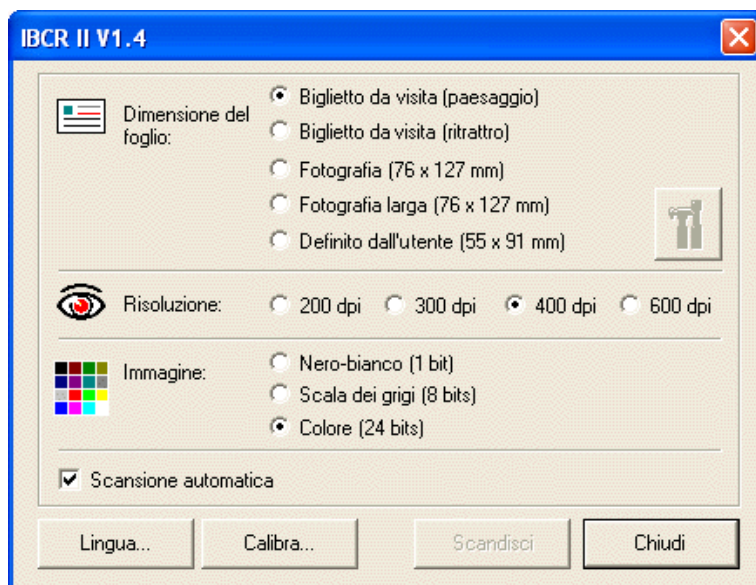 IBCR II V1.4
Dimensione del
foglio:
Biglietto da visita (paesaggio)
Biglietto da visita (ritrattro)
Fotografia (76 x 127 mm)
Fotografia larga (76 x 127 mm)
Definito dall'utente (55 x 91 mm)
Risoluzione: 200 dpi 300 dpi 400 dpi 600 dpi
Immagine:
Nero-bianco (1 bit)
Scala dei grigi (8 bits)
Colore (24 bits)
Scansione automatica
Lingua... Calibra... Scandisci Chiudi